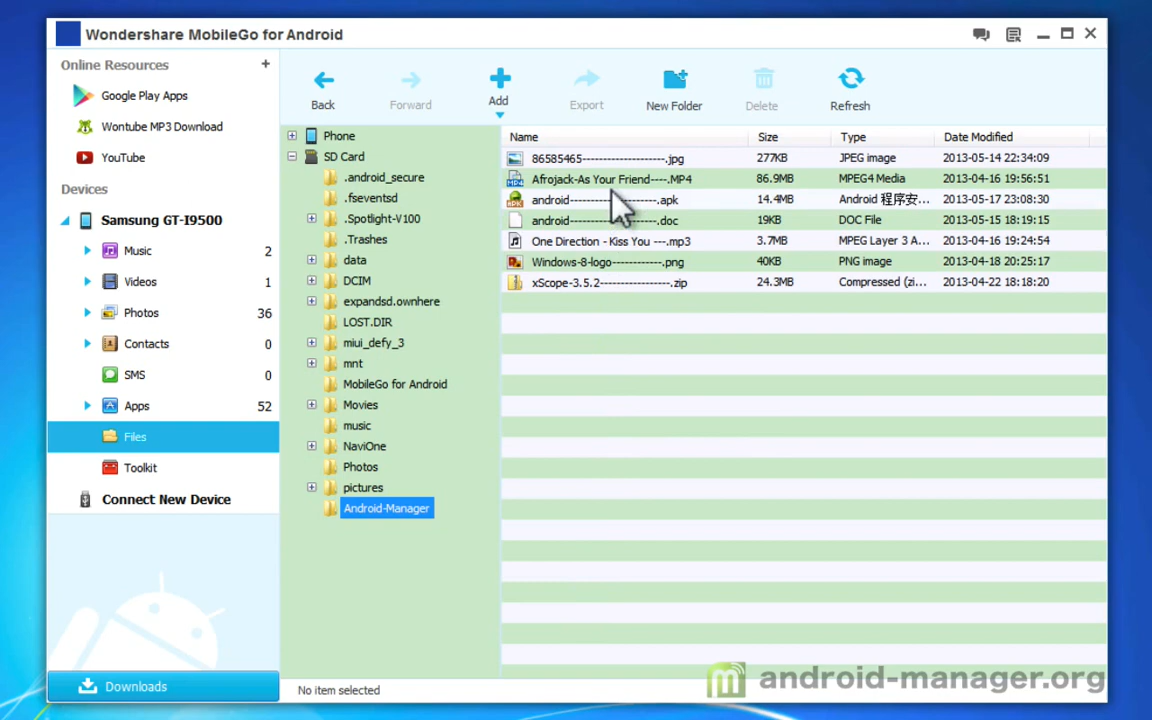 Wondershare MobileGo for Android
Online Resources +
Google Play Apps
Wontube MP3 Download
YouTube
Devices
Samsung GT-I9500
Music 2
Videos 1
Photos 36
Contacts 0
SMS 0
Apps 52
Files
Toolkit
Connect New Device
Downloads
Back Forward Add Export New Folder Delete Refresh
Phone
SD Card
.android_secure
.fseventsd
.Spotlight-V100
.Trashes
data
DCIM
expandsd.ownhere
LOST.DIR
miui_defy_3
mnt
MobileGo for Android
Movies
music
NaviOne
Photos
pictures
Android-Manager
Name Size Type Date Modified
86585465---------------------.jpg 277KB JPEG image 2013-05-14 22:34:09
Afrojack-As Your Friend----.MP4 86.9MB MPEG4 Media 2013-04-18 19:56:51
android---------------------.apk 14.4MB Android 程序安... 2013-05-17 23:08:30
android---------------------.doc 19KB DOC File 2013-05-15 18:19:15
One Direction - Kiss You ---.mp3 3.7MB MPEG Layer 3 A... 2013-04-16 19:24:54
Windows-8-logo------------.png 40KB PNG image 2013-04-18 20:25:17
xScope-3.5.2----------------.zip 24.3MB Compressed (zi... 2013-04-22 18:18:20
No item selected
android-manager.org